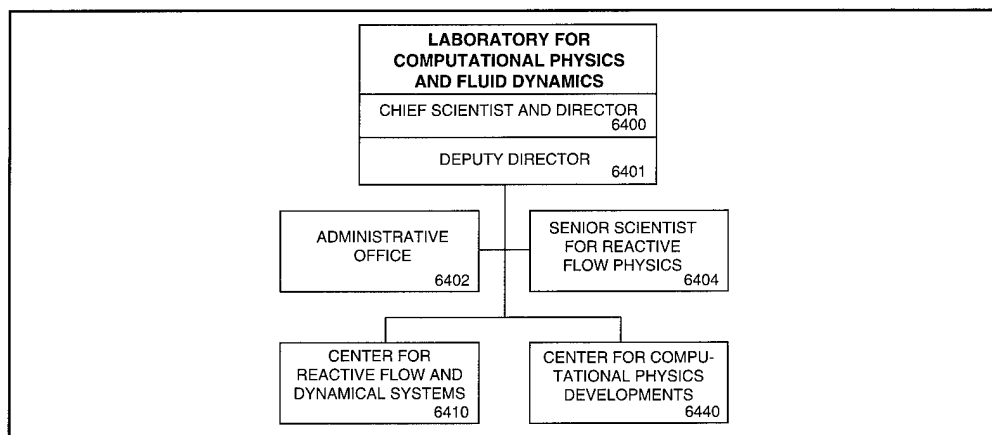 LABORATORY FOR
COMPUTATIONAL PHYSICS
AND FLUID DYNAMICS
CHIEF SCIENTIST AND DIRECTOR
6400
DEPUTY DIRECTOR
6401
ADMINISTRATIVE
OFFICE
6402
SENIOR SCIENTIST
FOR REACTIVE
FLOW PHYSICS
6404
CENTER FOR
REACTIVE FLOW AND
DYNAMICAL SYSTEMS
6410
CENTER FOR COMPU-
TATIONAL PHYSICS
DEVELOPMENTS
6440